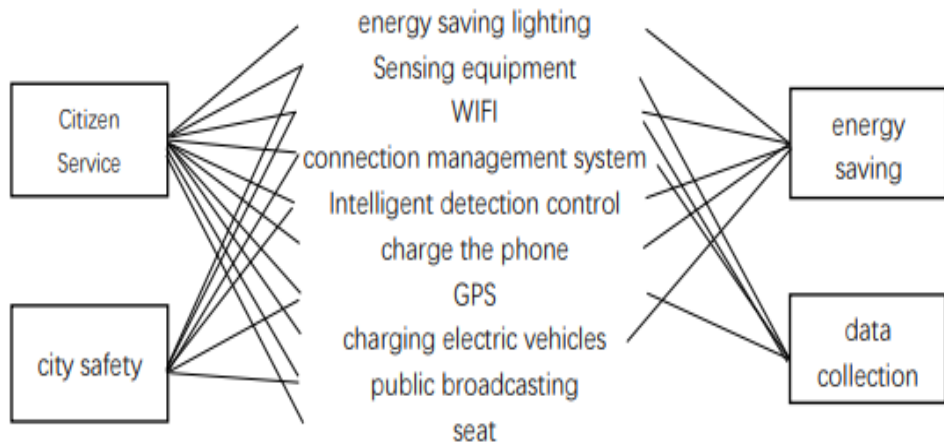 energy saving lighting
Sensing equipment
WIFI
connection management system
Intelligent detection control
charge the phone
GPS
charging electric vehicles
public broadcasting
seat
Citizen
Service
city safety
energy
saving
data
collection